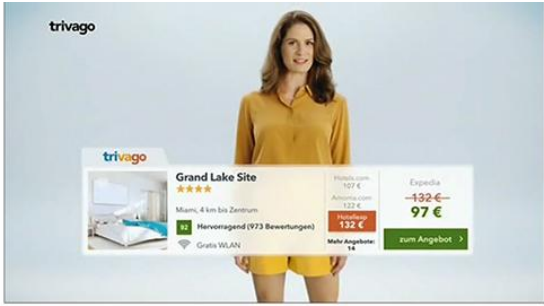 trivago
trivago
Grand Lake Site
Miami, 4 km bis Zentrum
92 Hervorragend (973 Bewertungen)
Gratis WLAN
Hotels.com
107 €
Amoma.com
122 €
132 €
Mehr Angebote:
14
Expedia
132 €
97 €
zum Angebot